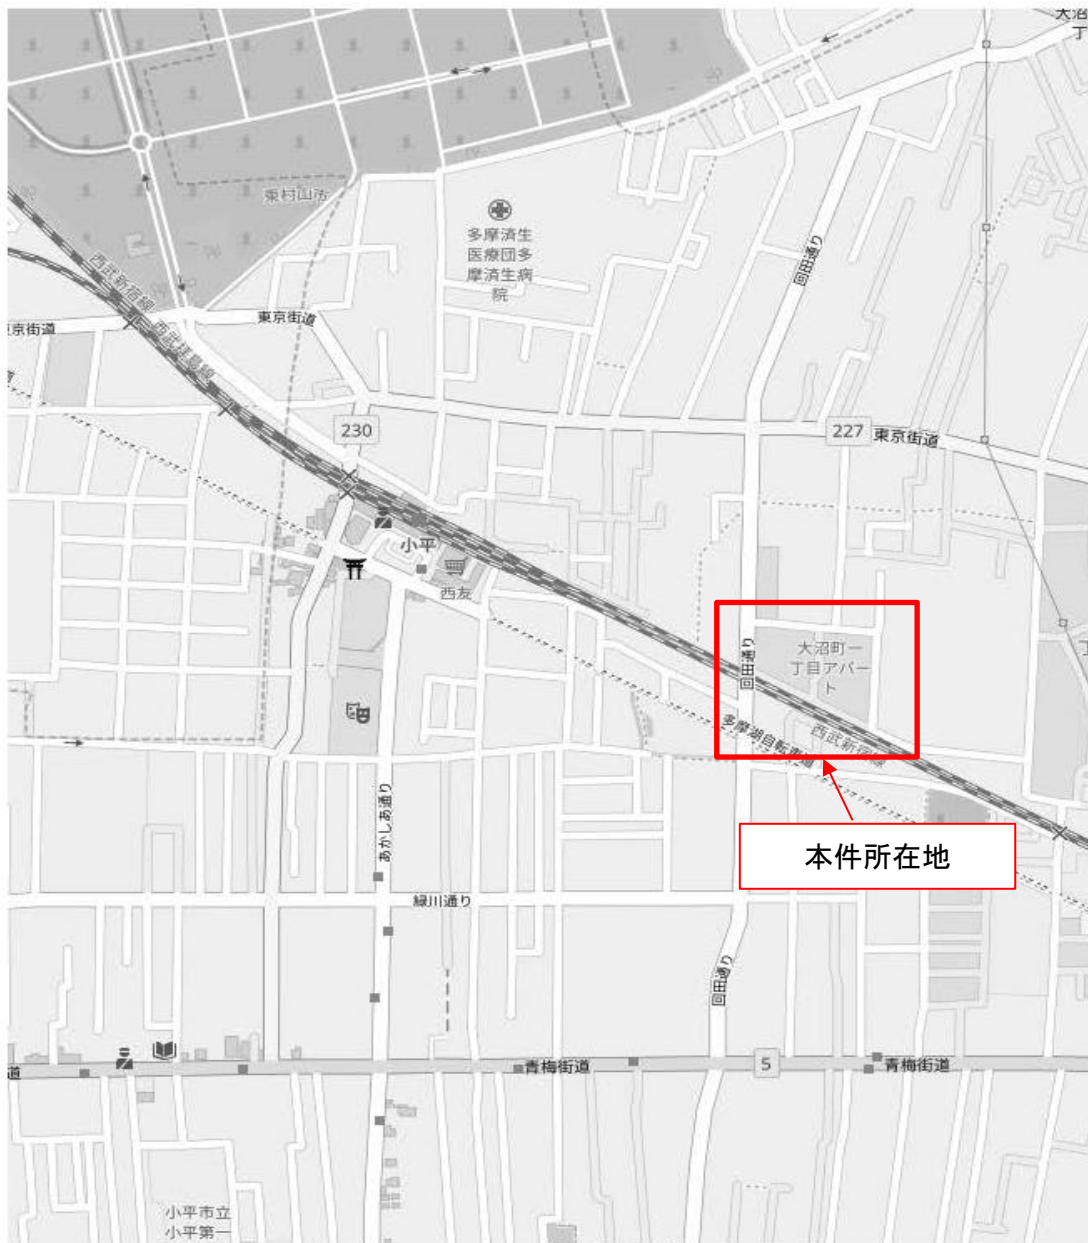 大沼
丁
東村山市
多摩済生
医療団多
摩済生病
院
回田通り
西武新宿線
西武拝島線
東京街道
東京街道
230
227
東京街道
小平
西友
大沼町一
丁目アパー
ト
回田通り
多摩湖自転車道
西武新宿線
本件所在地
あかしあ通り
緑川通り
回田通り
道
青梅街道
5
青梅街道
小平市立
小平第一